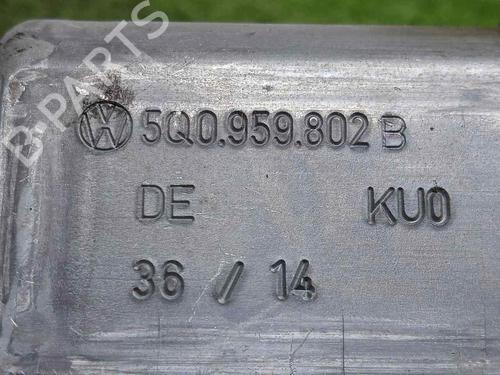 B-PARTS
5Q0.959.802 B
DE KU0
36 / 14